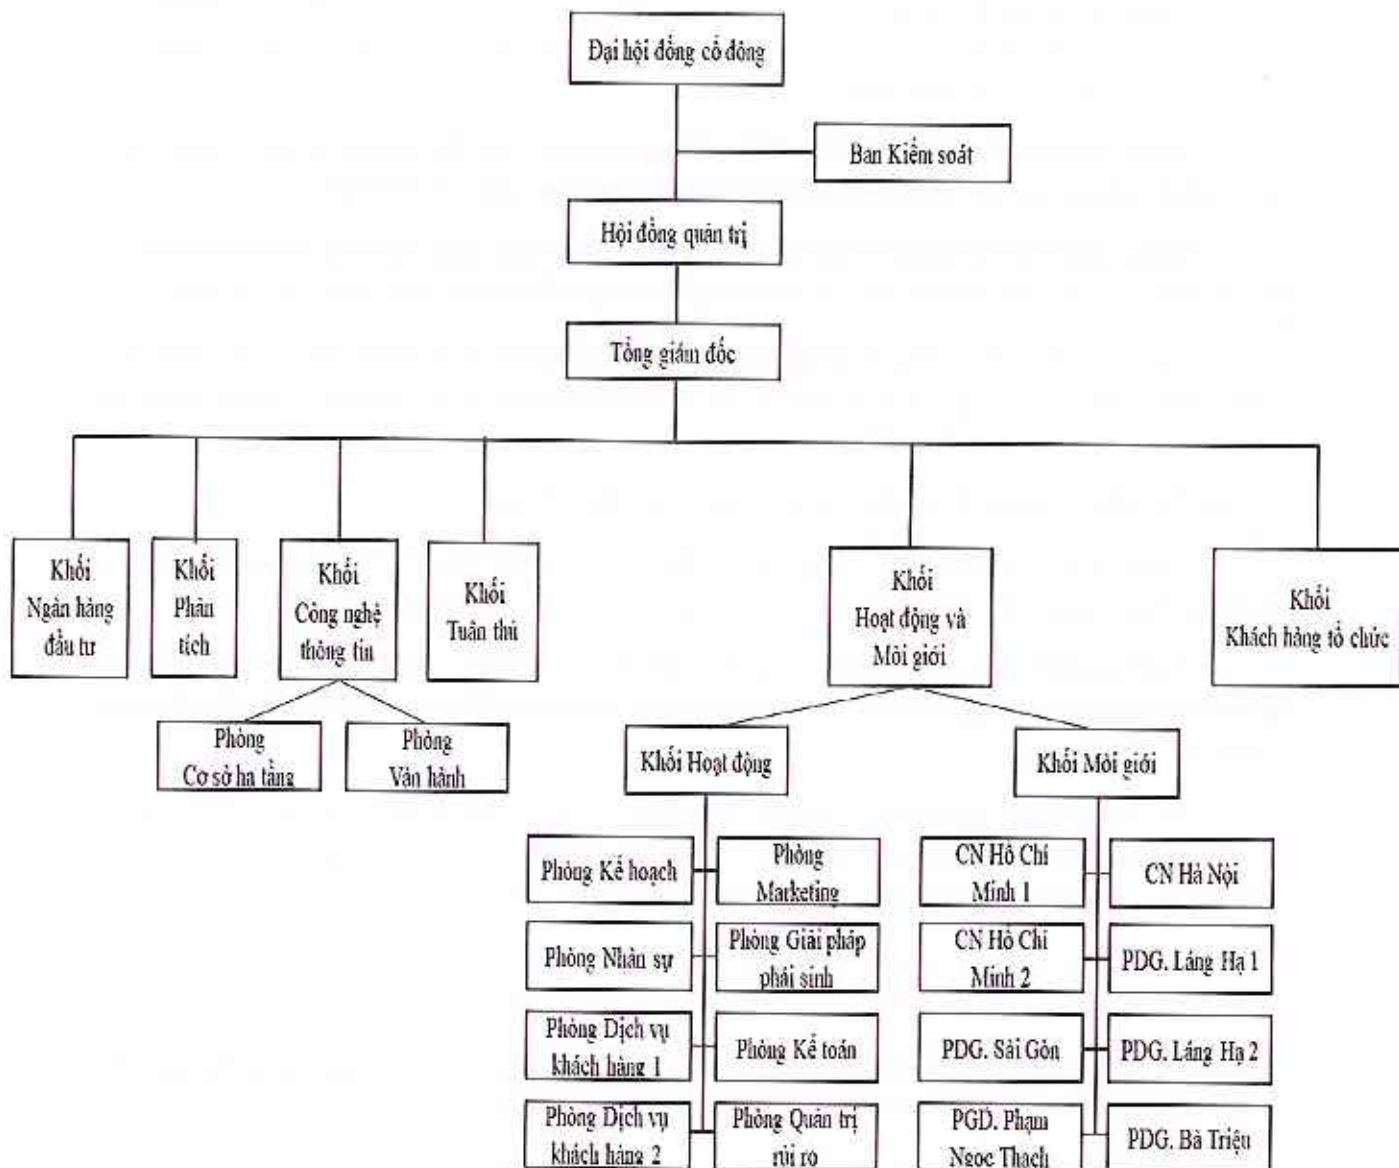 Đại hội đồng cổ đông
Ban Kiểm soát
Hội đồng quản trị
Tổng giám đốc
Khối
Ngân hàng
đầu tư
Khối
Phân
tích
Khối
Công nghệ
thông tin
Khối
Tuân thủ
Khối
Hoạt động và
Môi giới
Khối
Khách hàng tổ chức
Phòng
Cơ sở hạ tầng
Phòng
Vận hành
Khối Hoạt động
Khối Môi giới
Phòng Kế hoạch
Phòng
Marketing
Phòng Nhân sự
Phòng Giải pháp
phái sinh
Phòng Dịch vụ
khách hàng 1
Phòng Kế toán
Phòng Dịch vụ
khách hàng 2
Phòng Quản trị
rủi ro
CN Hồ Chí
Minh 1
CN Hà Nội
CN Hồ Chí
Minh 2
PDG. Láng Hạ 1
PDG. Sài Gòn
PDG. Láng Hạ 2
PGD. Phạm
Ngọc Thạch
PDG. Bà Triệu